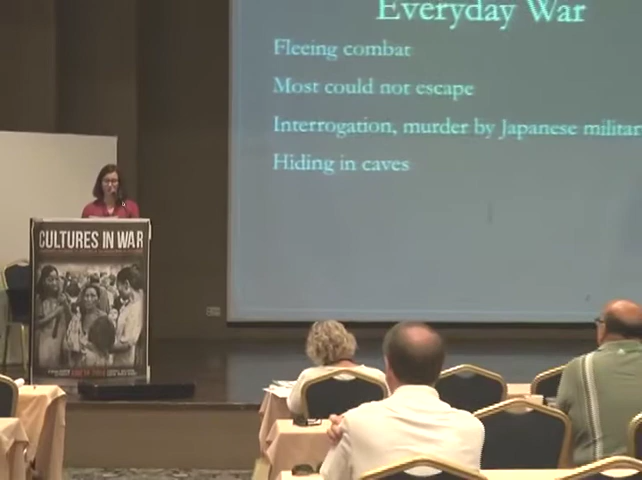 Everyday War
Fleeing combat
Most could not escape
Interrogation, murder by Japanese militar
Hiding in caves
CULTURES IN WAR